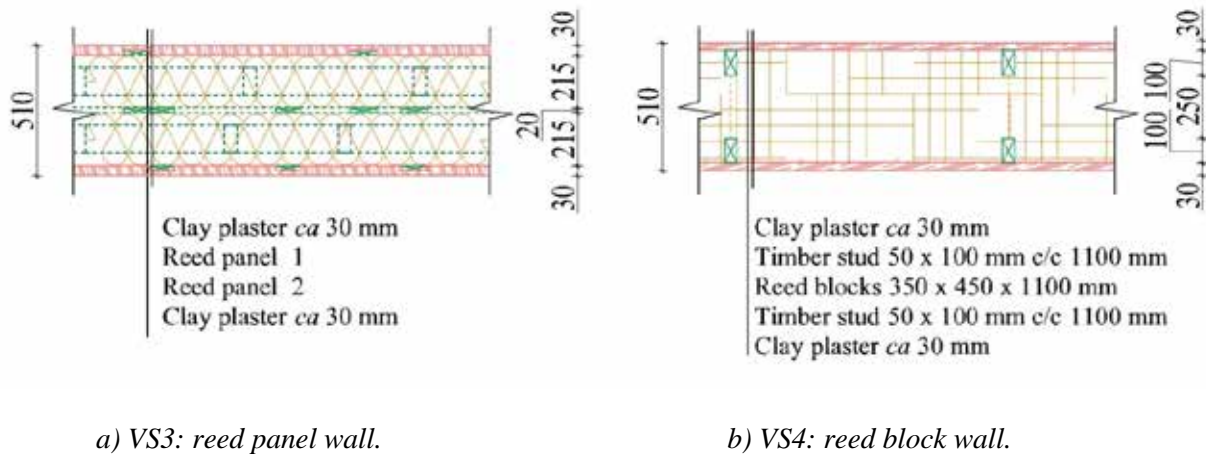 510
30
215
20
215
30
Clay plaster ca 30 mm
Reed panel 1
Reed panel 2
Clay plaster ca 30 mm
a) VS3: reed panel wall.
510
30
100
250
100
30
Clay plaster ca 30 mm
Timber stud 50 x 100 mm c/c 1100 mm
Reed blocks 350 x 450 x 1100 mm
Timber stud 50 x 100 mm c/c 1100 mm
Clay plaster ca 30 mm
b) VS4: reed block wall.